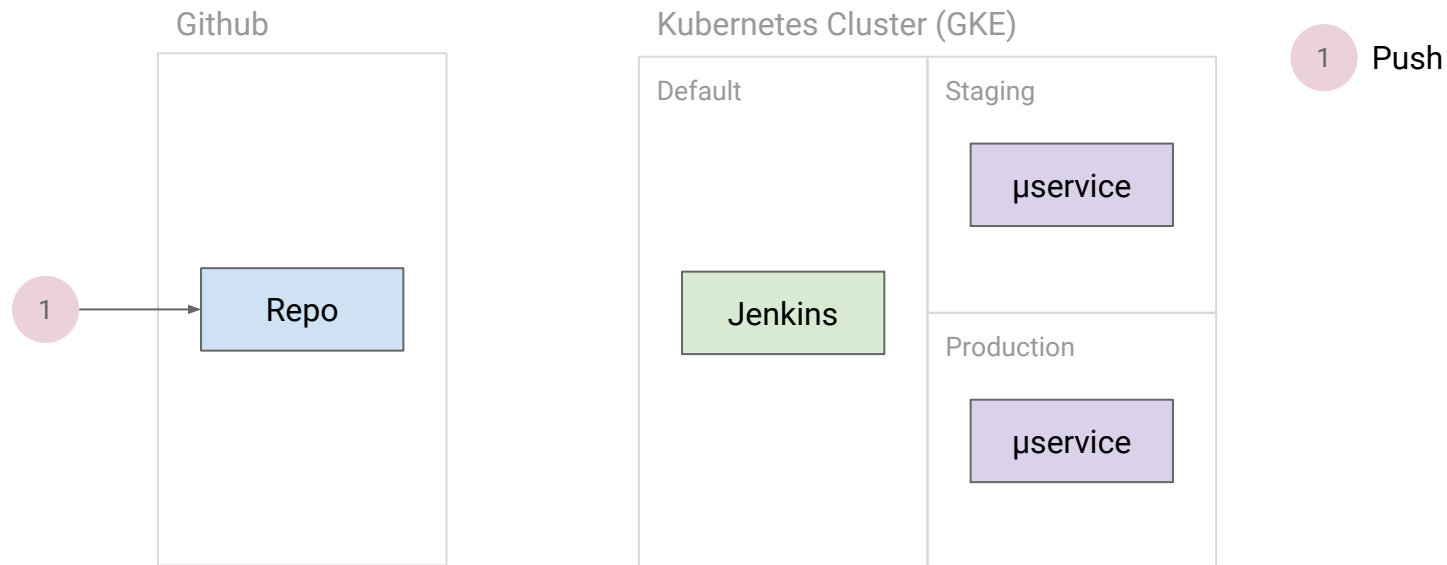 Github
Kubernetes Cluster (GKE)
1 Push
Default
Staging
µservice
1
Repo
Jenkins
Production
µservice